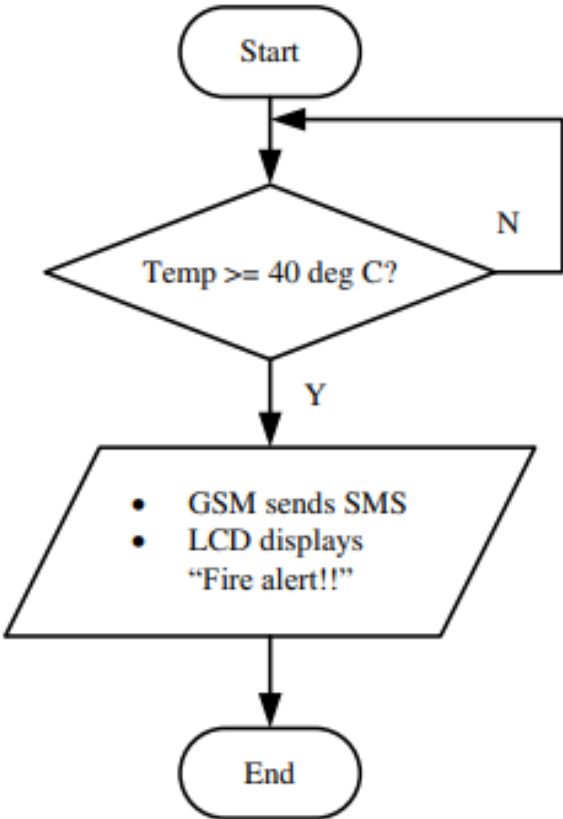 Start
N
Temp >= 40 deg C?
Y
• GSM sends SMS
• LCD displays
“Fire alert!!”
End